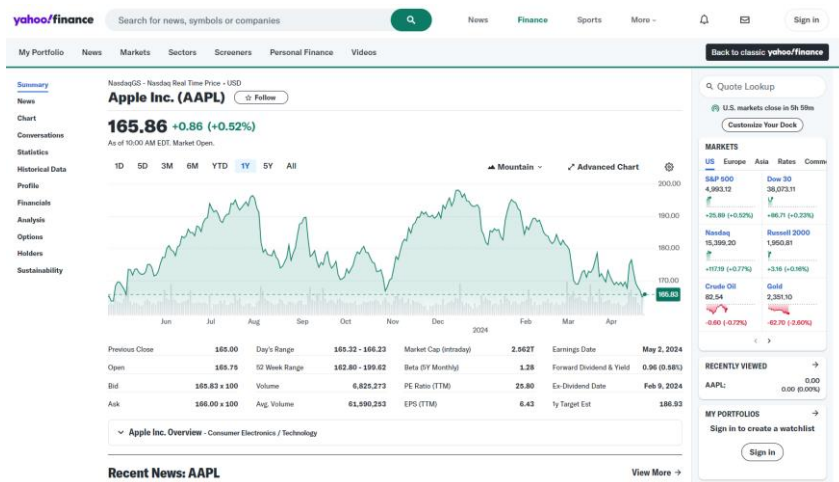 yahoo!finance
Search for news, symbols or companies
News Finance Sports More
Sign in
My Portfolio News Markets Sectors Screeners Personal Finance Videos
Back to classic yahoo!finance
Summary
News
Chart
Conversations
Statistics
Historical Data
Profile
Financials
Analysis
Options
Holders
Sustainability
NasdaqGS - Nasdaq Real Time Price • USD
Apple Inc. (AAPL) Follow
165.86 +0.86 (+0.52%)
As of 10:00 AM EDT. Market Open.
1D 5D 3M 6M YTD 1Y 5Y All
Mountain Advanced Chart
200.00
190.00
180.00
170.00
165.83
Jun Jul Aug Sep Oct Nov Dec 2024 Feb Mar Apr
Previous Close 165.00 Day's Range 165.32 - 166.23 Market Cap (intraday) 2.562T Earnings Date May 2, 2024
Open 165.75 52 Week Range 162.80 - 199.62 Beta (5Y Monthly) 1.28 Forward Dividend & Yield 0.96 (0.58%)
Bid 165.83 x 100 Volume 6,825,273 PE Ratio (TTM) 25.80 Ex-Dividend Date Feb 9, 2024
Ask 166.00 x 100 Avg. Volume 61,590,253 EPS (TTM) 6.43 1y Target Est 186.93
Apple Inc. Overview - Consumer Electronics / Technology
Recent News: AAPL View More
Quote Lookup
U.S. markets close in 5h 59m
Customize Your Dock
MARKETS
US Europe Asia Rates Comm
S&P 500 Dow 30
4,993.12 38,073.11
+25.89 (+0.52%) +86.71 (+0.23%)
Nasdaq Russell 2000
15,399.20 1,950.81
+117.19 (+0.77%) +3.16 (+0.16%)
Crude Oil Gold
82.54 2,351.10
-0.60 (-0.72%) -62.70 (-2.60%)
RECENTLY VIEWED
AAPL: 0.00
0.00 (0.00%)
MY PORTFOLIOS
Sign in to create a watchlist
Sign in